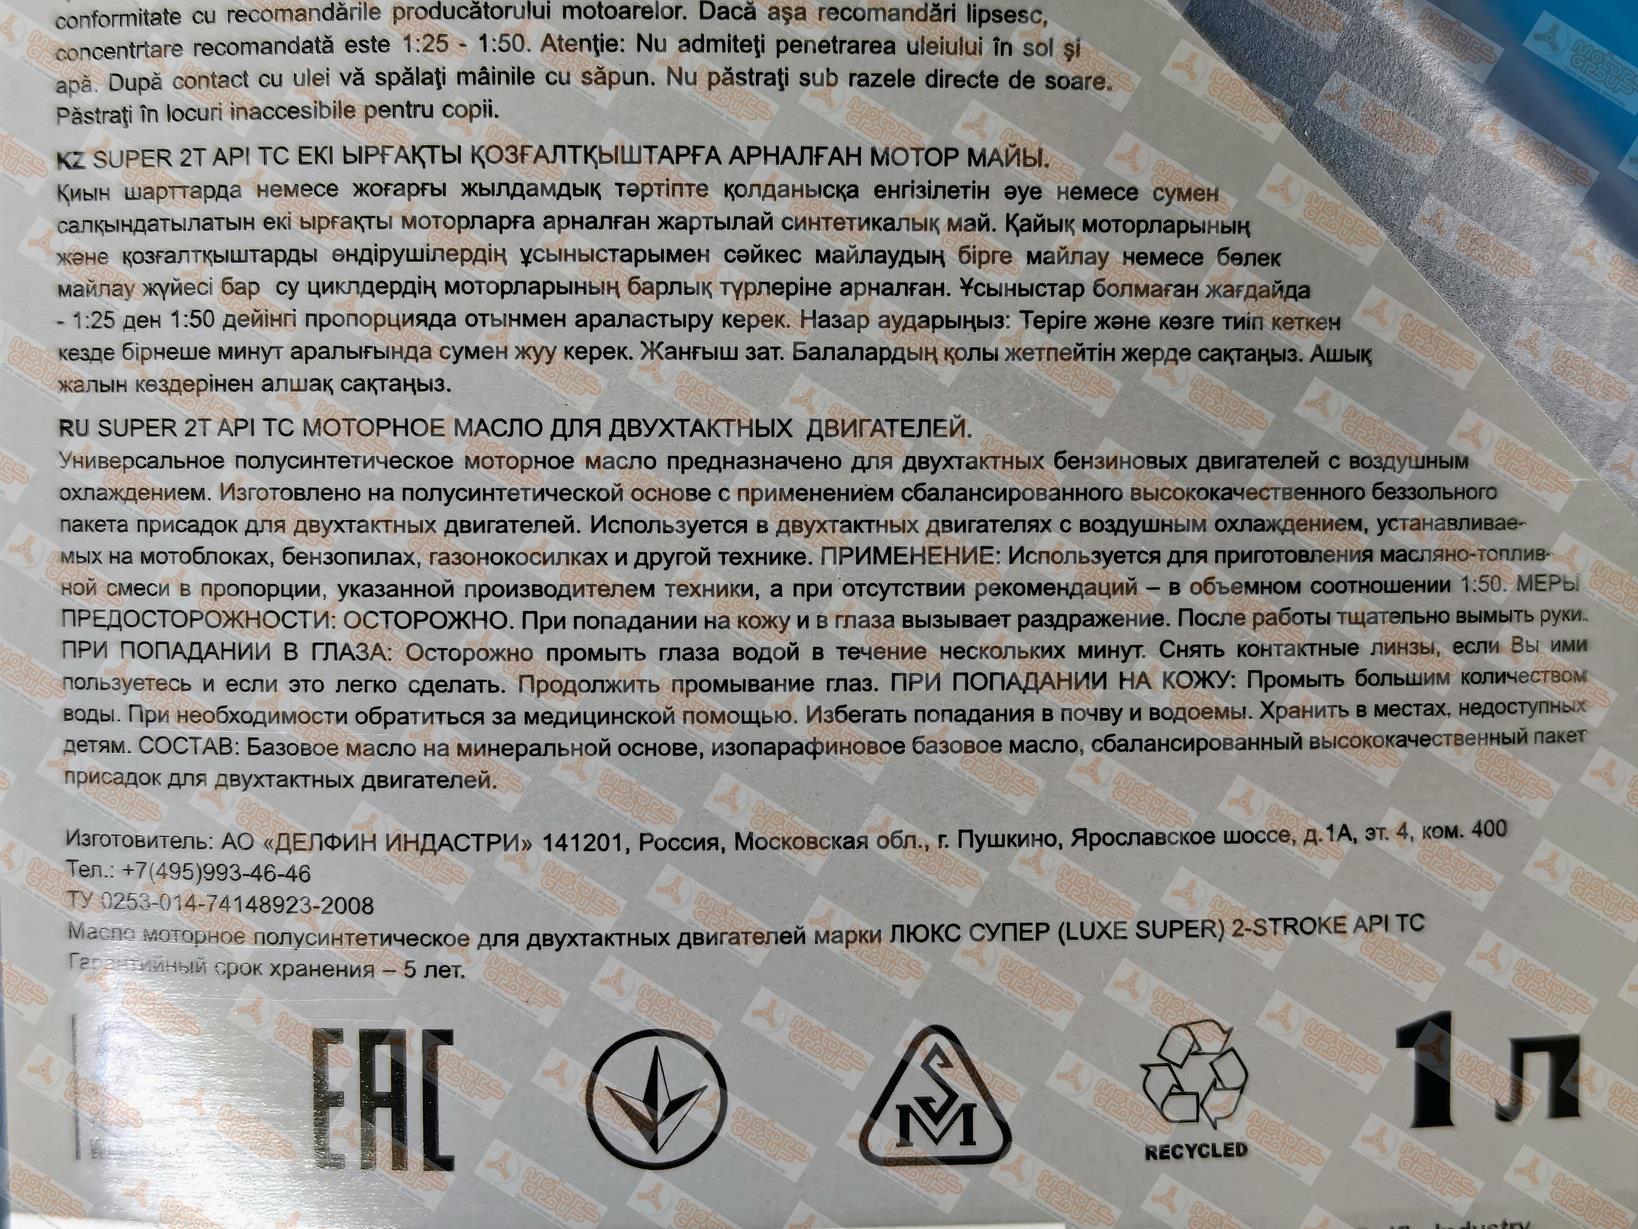 conformitate cu recomandările producătorului motoarelor. Dacă aşa recomandări lipsesc,
concentrtare recomandată este 1:25 - 1:50. Atenţie: Nu admiteţi penetrarea uleiului în sol şi
apă. După contact cu ulei vă spălaţi mâinile cu săpun. Nu păstraţi sub razele directe de soare.
Păstraţi în locuri inaccesibile pentru copii.
KZ SUPER 2T API TC ЕКІ ЫРҒАҚТЫ ҚОЗҒАЛТҚЫШТАРҒА АРНАЛҒАН МОТОР МАЙЫ.
Қиын шарттарда немесе жоғарғы жылдамдық тәртіпте қолданысқа енгізілетін әуе немесе сумен
салқындатылатын екі ырғақты моторларға арналған жартылай синтетикалық май. Қайық моторларының
және қозғалтқыштарды өндірушілердің ұсыныстарымен сәйкес майлаудың бірге майлау немесе бөлек
майлау жүйесі бар су циклдердің моторларының барлық түрлеріне арналған. Ұсыныстар болмаған жағдайда
- 1:25 ден 1:50 дейінгі пропорцияда отынмен араластыру керек. Назар аударыңыз: Теріге және көзге тиіп кеткен
кезде бірнеше минут аралығында сумен жуу керек. Жанғыш зат. Балалардың қолы жетпейтін жерде сақтаңыз. Ашық
жалын көздерінен алшақ сақтаңыз.
RU SUPER 2T API TC МОТОРНОЕ МАСЛО ДЛЯ ДВУХТАКТНЫХ ДВИГАТЕЛЕЙ.
Универсальное полусинтетическое моторное масло предназначено для двухтактных бензиновых двигателей с воздушным
охлаждением. Изготовлено на полусинтетической основе с применением сбалансированного высококачественного беззольного
пакета присадок для двухтактных двигателей. Используется в двухтактных двигателях с воздушным охлаждением, устанавливае-
мых на мотоблоках, бензопилах, газонокосилках и другой технике. ПРИМЕНЕНИЕ: Используется для приготовления масляно-топлив-
ной смеси в пропорции, указанной производителем техники, а при отсутствии рекомендаций – в объемном соотношении 1:50. МЕРЫ
ПРЕДОСТОРОЖНОСТИ: ОСТОРОЖНО. При попадании на кожу и в глаза вызывает раздражение. После работы тщательно вымыть руки.
ПРИ ПОПАДАНИИ В ГЛАЗА: Осторожно промыть глаза водой в течение нескольких минут. Снять контактные линзы, если Вы ими
пользуетесь и если это легко сделать. Продолжить промывание глаз. ПРИ ПОПАДАНИИ НА КОЖУ: Промыть большим количеством
воды. При необходимости обратиться за медицинской помощью. Избегать попадания в почву и водоемы. Хранить в местах, недоступных
детям. СОСТАВ: Базовое масло на минеральной основе, изопарафиновое базовое масло, сбалансированный высококачественный пакет
присадок для двухтактных двигателей.
Изготовитель: АО «ДЕЛФИН ИНДАСТРИ» 141201, Россия, Московская обл., г. Пушкино, Ярославское шоссе, д.1А, эт. 4, ком. 400
Тел.: +7(495)993-46-46
ТУ 0253-014-74148923-2008
Масло моторное полусинтетическое для двухтактных двигателей марки ЛЮКС СУПЕР (LUXE SUPER) 2-STROKE API TC
Гарантийный срок хранения – 5 лет.
EAC
SM
RECYCLED
1 л
Industry